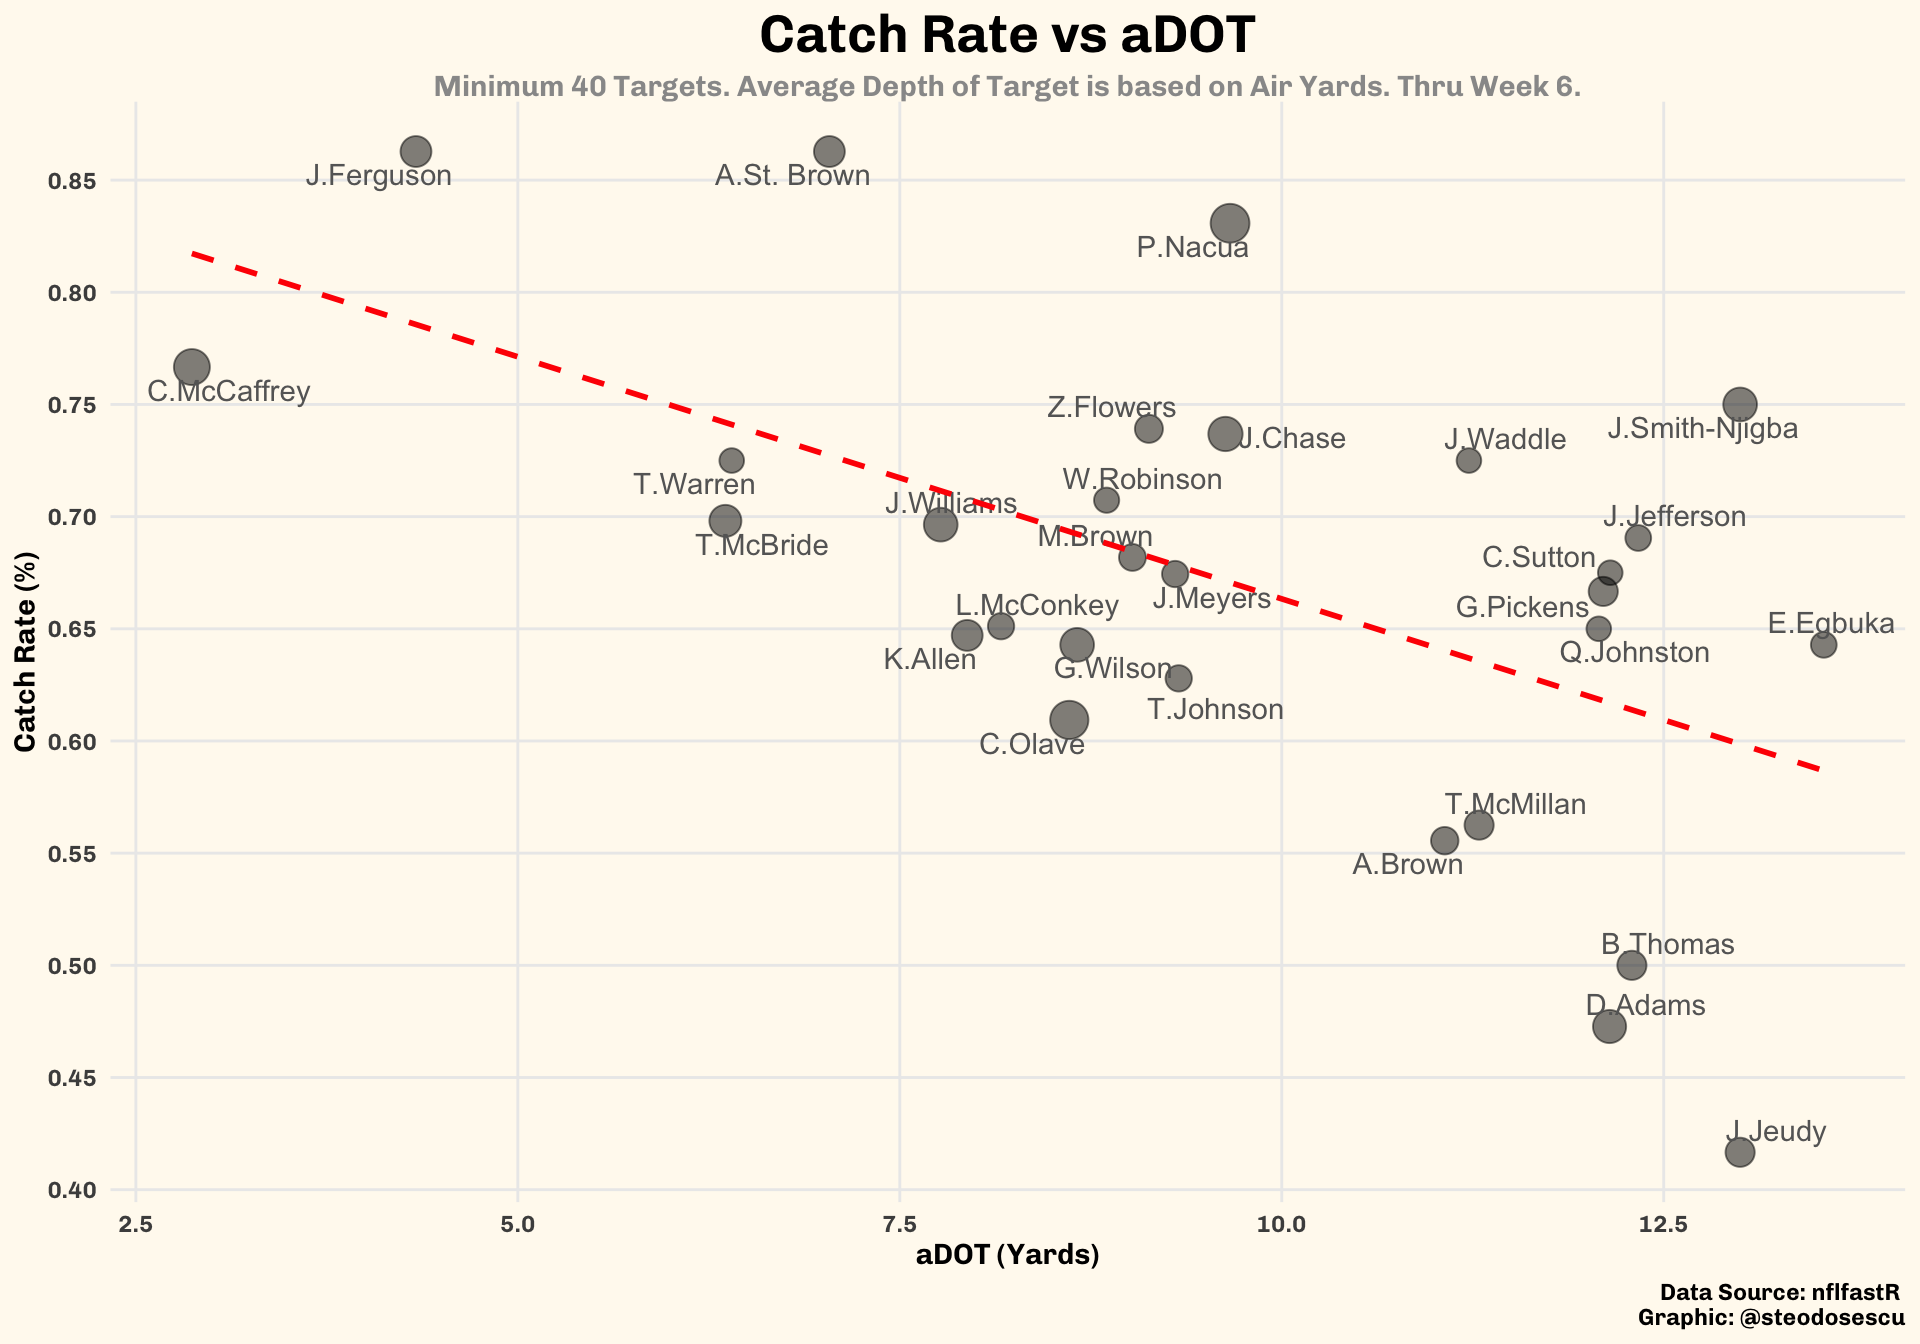 Catch Rate vs aDOT
Minimum 40 Targets. Average Depth of Target is based on Air Yards. Thru Week 6.
Catch Rate (%)
0.85
0.80
0.75
0.70
0.65
0.60
0.55
0.50
0.45
0.40
J.Ferguson
A.St. Brown
P.Nacua
C.McCaffrey
Z.Flowers
J.Chase
J.Waddle
J.Smith-Njigba
T.Warren
W.Robinson
J.Williams
J.Jefferson
T.McBride
M.Brown
C.Sutton
J.Meyers
L.McConkey
G.Pickens
E.Egbuka
K.Allen
G.Wilson
Q.Johnston
T.Johnson
C.Olave
T.McMillan
A.Brown
B.Thomas
D.Adams
J.Jeudy
2.5
5.0
7.5
10.0
12.5
aDOT (Yards)
Data Source: nflfastR
Graphic: @steodosescu